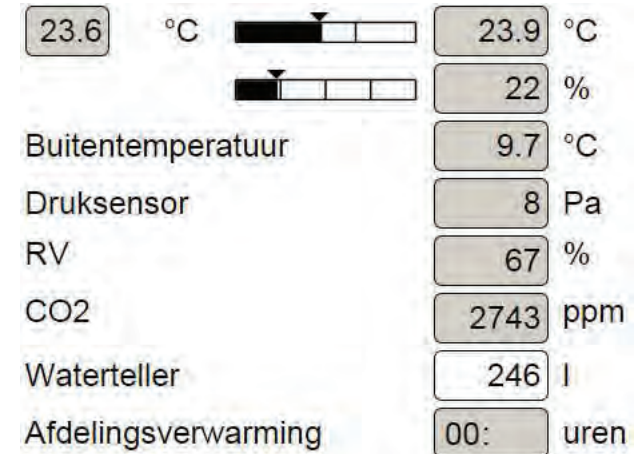 23.6 °C 23.9 °C
22 %
Buitentemperatuur 9.7 °C
Druksensor 8 Pa
RV 67 %
CO2 2743 ppm
Waterteller 246 l
Afdelingsverwarming 00: uren